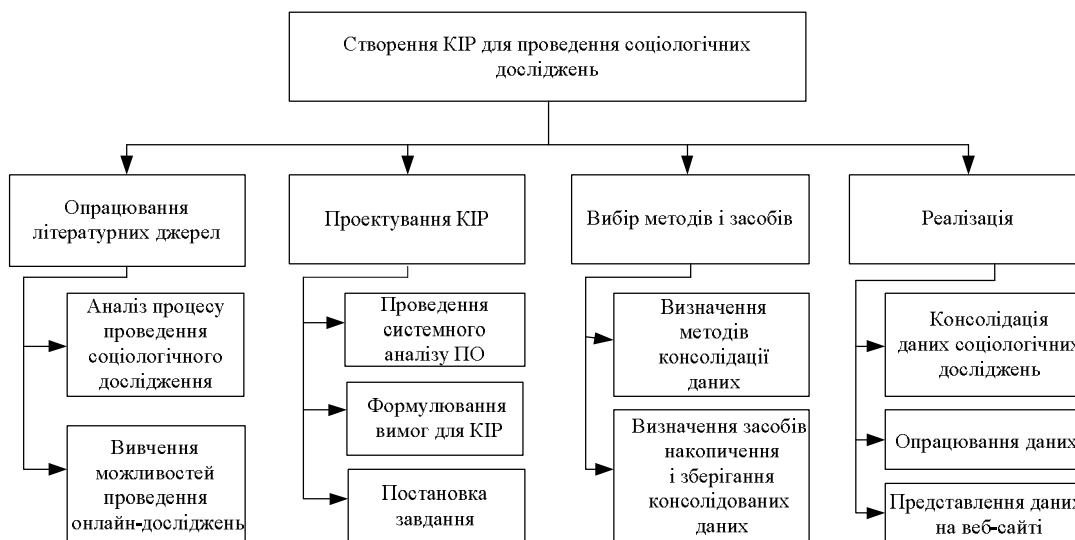 Створення КІР для проведення соціологічних
досліджень
Опрацювання
літературних джерел
Аналіз процесу
проведення
соціологічного
дослідження
Вивчення
можливостей
проведення
онлайн-досліджень
Проектування КІР
Проведення
системного
аналізу ПО
Формулювання
вимог для КІР
Постановка
завдання
Вибір методів і засобів
Визначення
методів
консолідації
даних
Визначення засобів
накопичення
і зберігання
консолідованих
даних
Реалізація
Консолідація
даних соціологічних
досліджень
Опрацювання даних
Представлення даних
на веб-сайті